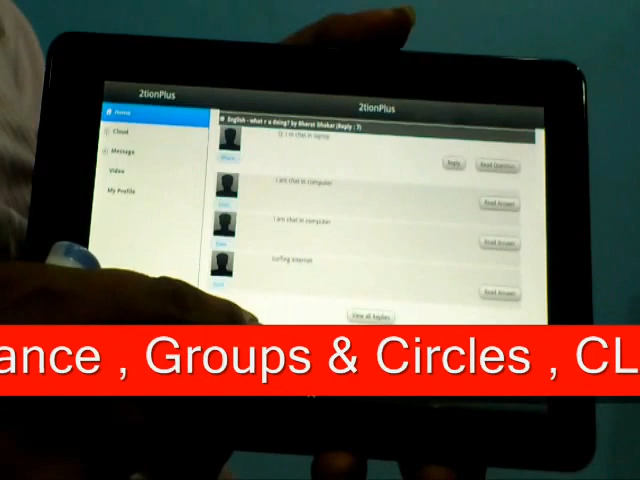 2tionPlus
2tionPlus
Home
Cloud
Message
Video
My Profile
English - what r u doing? by Bharat Shekar (Reply : 7)
Reply
Read Question
I am chat in computer
Read Answer
I am chat in computer
Read Answer
Surfing internet
Read Answer
View all Replies
ance , Groups & Circles , CL